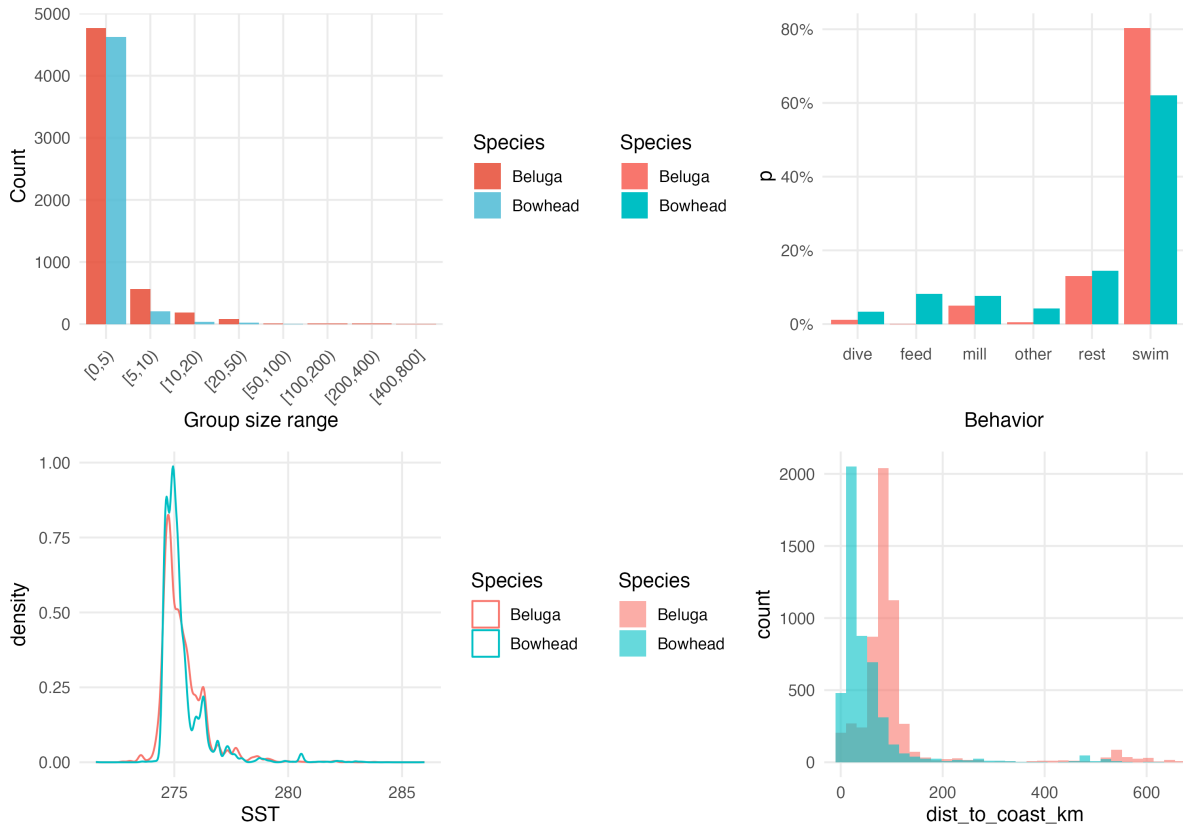 5000
4000
3000
2000
1000
0
Count
[0,5)
[5,10)
[10,20)
[20,50)
[50,100)
[100,200)
[200,400)
[400,800]
Group size range
Species
Beluga
Bowhead
Species
Beluga
Bowhead
80%
60%
40%
20%
0%
p
dive feed mill other rest swim
Behavior
1.00
0.75
0.50
0.25
0.00
density
275 280 285
SST
Species
Beluga
Bowhead
Species
Beluga
Bowhead
2000
1500
1000
500
0
count
0 200 400 600
dist_to_coast_km